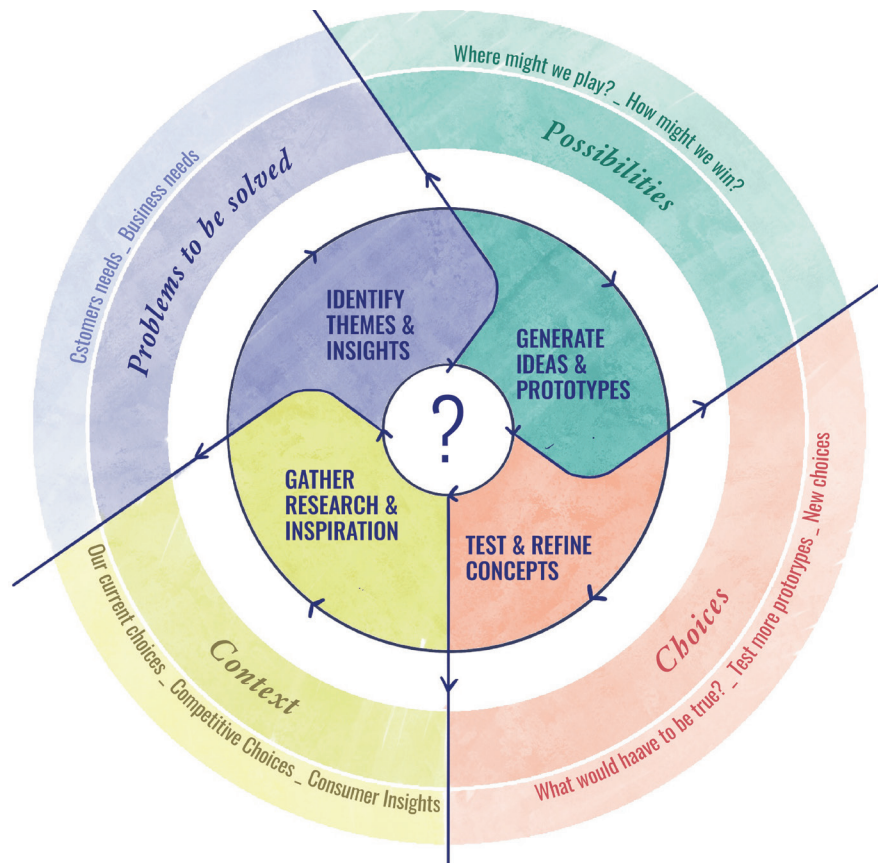 Where might we play? _ How might we win?
Possibilities
Cstomers needs _ Business needs
Problems to be solved
IDENTIFY
THEMES &
INSIGHTS
GENERATE
IDEAS &
PROTOTYPES
?
GATHER
RESEARCH &
INSPIRATION
TEST & REFINE
CONCEPTS
Context
Our current choices _ Competitive Choices _ Consumer Insights
Choices
What would haave to be true? _ Test more protorypes _ New choices